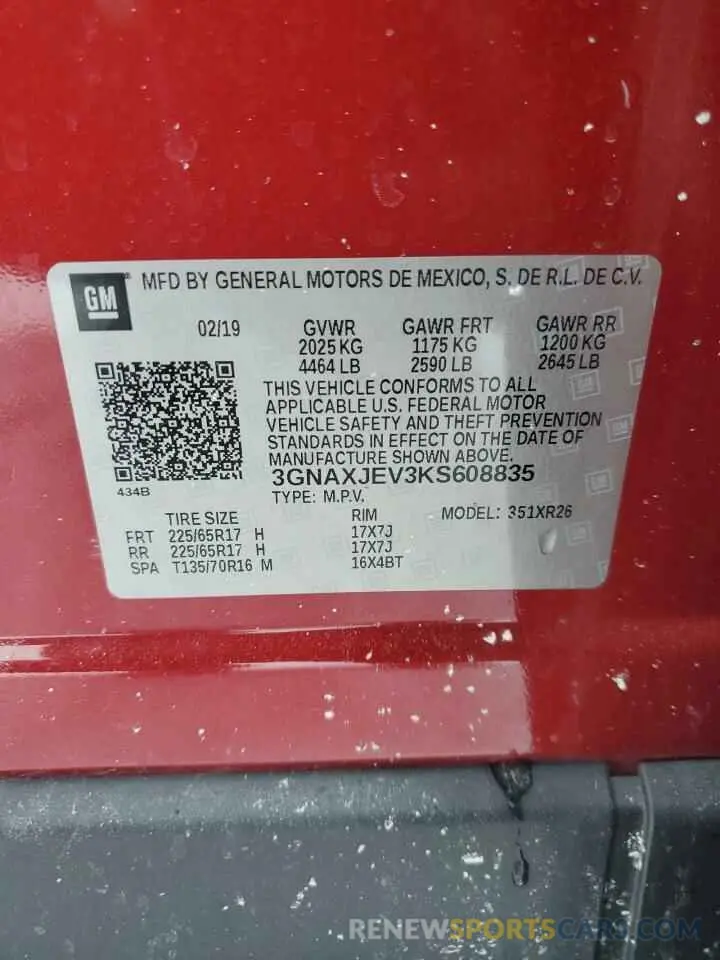 GM MFD BY GENERAL MOTORS DE MEXICO, S. DE R.L. DE C.V.
02/19 GVWR GAWR FRT GAWR RR
2025 KG 1175 KG 1200 KG
4464 LB 2590 LB 2645 LB
THIS VEHICLE CONFORMS TO ALL
APPLICABLE U.S. FEDERAL MOTOR
VEHICLE SAFETY AND THEFT PREVENTION
STANDARDS IN EFFECT ON THE DATE OF
MANUFACTURE SHOWN ABOVE.
3GNAXJEV3KS608835
434B TYPE: M.P.V.
TIRE SIZE RIM MODEL: 351XR26
FRT 225/65R17 H 17X7J
RR 225/65R17 H 17X7J
SPA T135/70R16 M 16X4BT
RENEWSPORTSCARS.COM